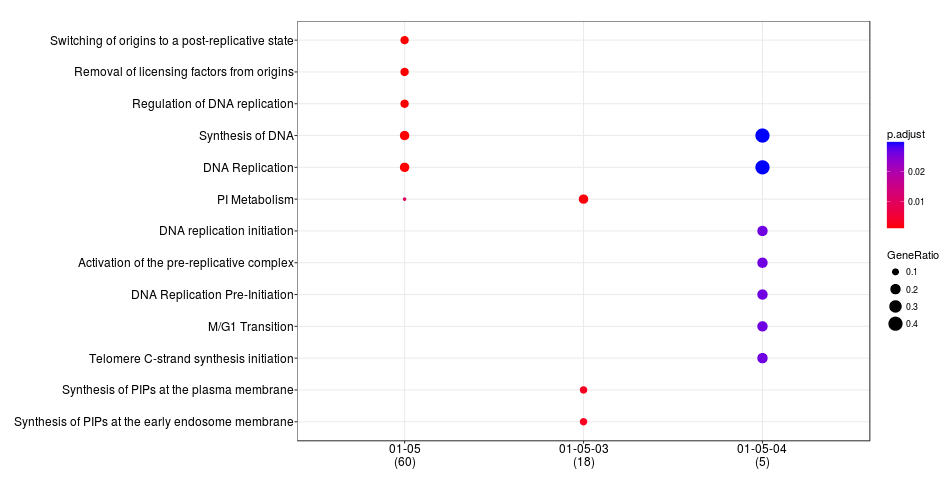 Switching of origins to a post-replicative state
Removal of licensing factors from origins
Regulation of DNA replication
Synthesis of DNA
DNA Replication
PI Metabolism
DNA replication initiation
Activation of the pre-replicative complex
DNA Replication Pre-Initiation
M/G1 Transition
Telomere C-strand synthesis initiation
Synthesis of PIPs at the plasma membrane
Synthesis of PIPs at the early endosome membrane
01-05
(60)
01-05-03
(18)
01-05-04
(5)
p.adjust
0.02
0.01
GeneRatio
0.1
0.2
0.3
0.4